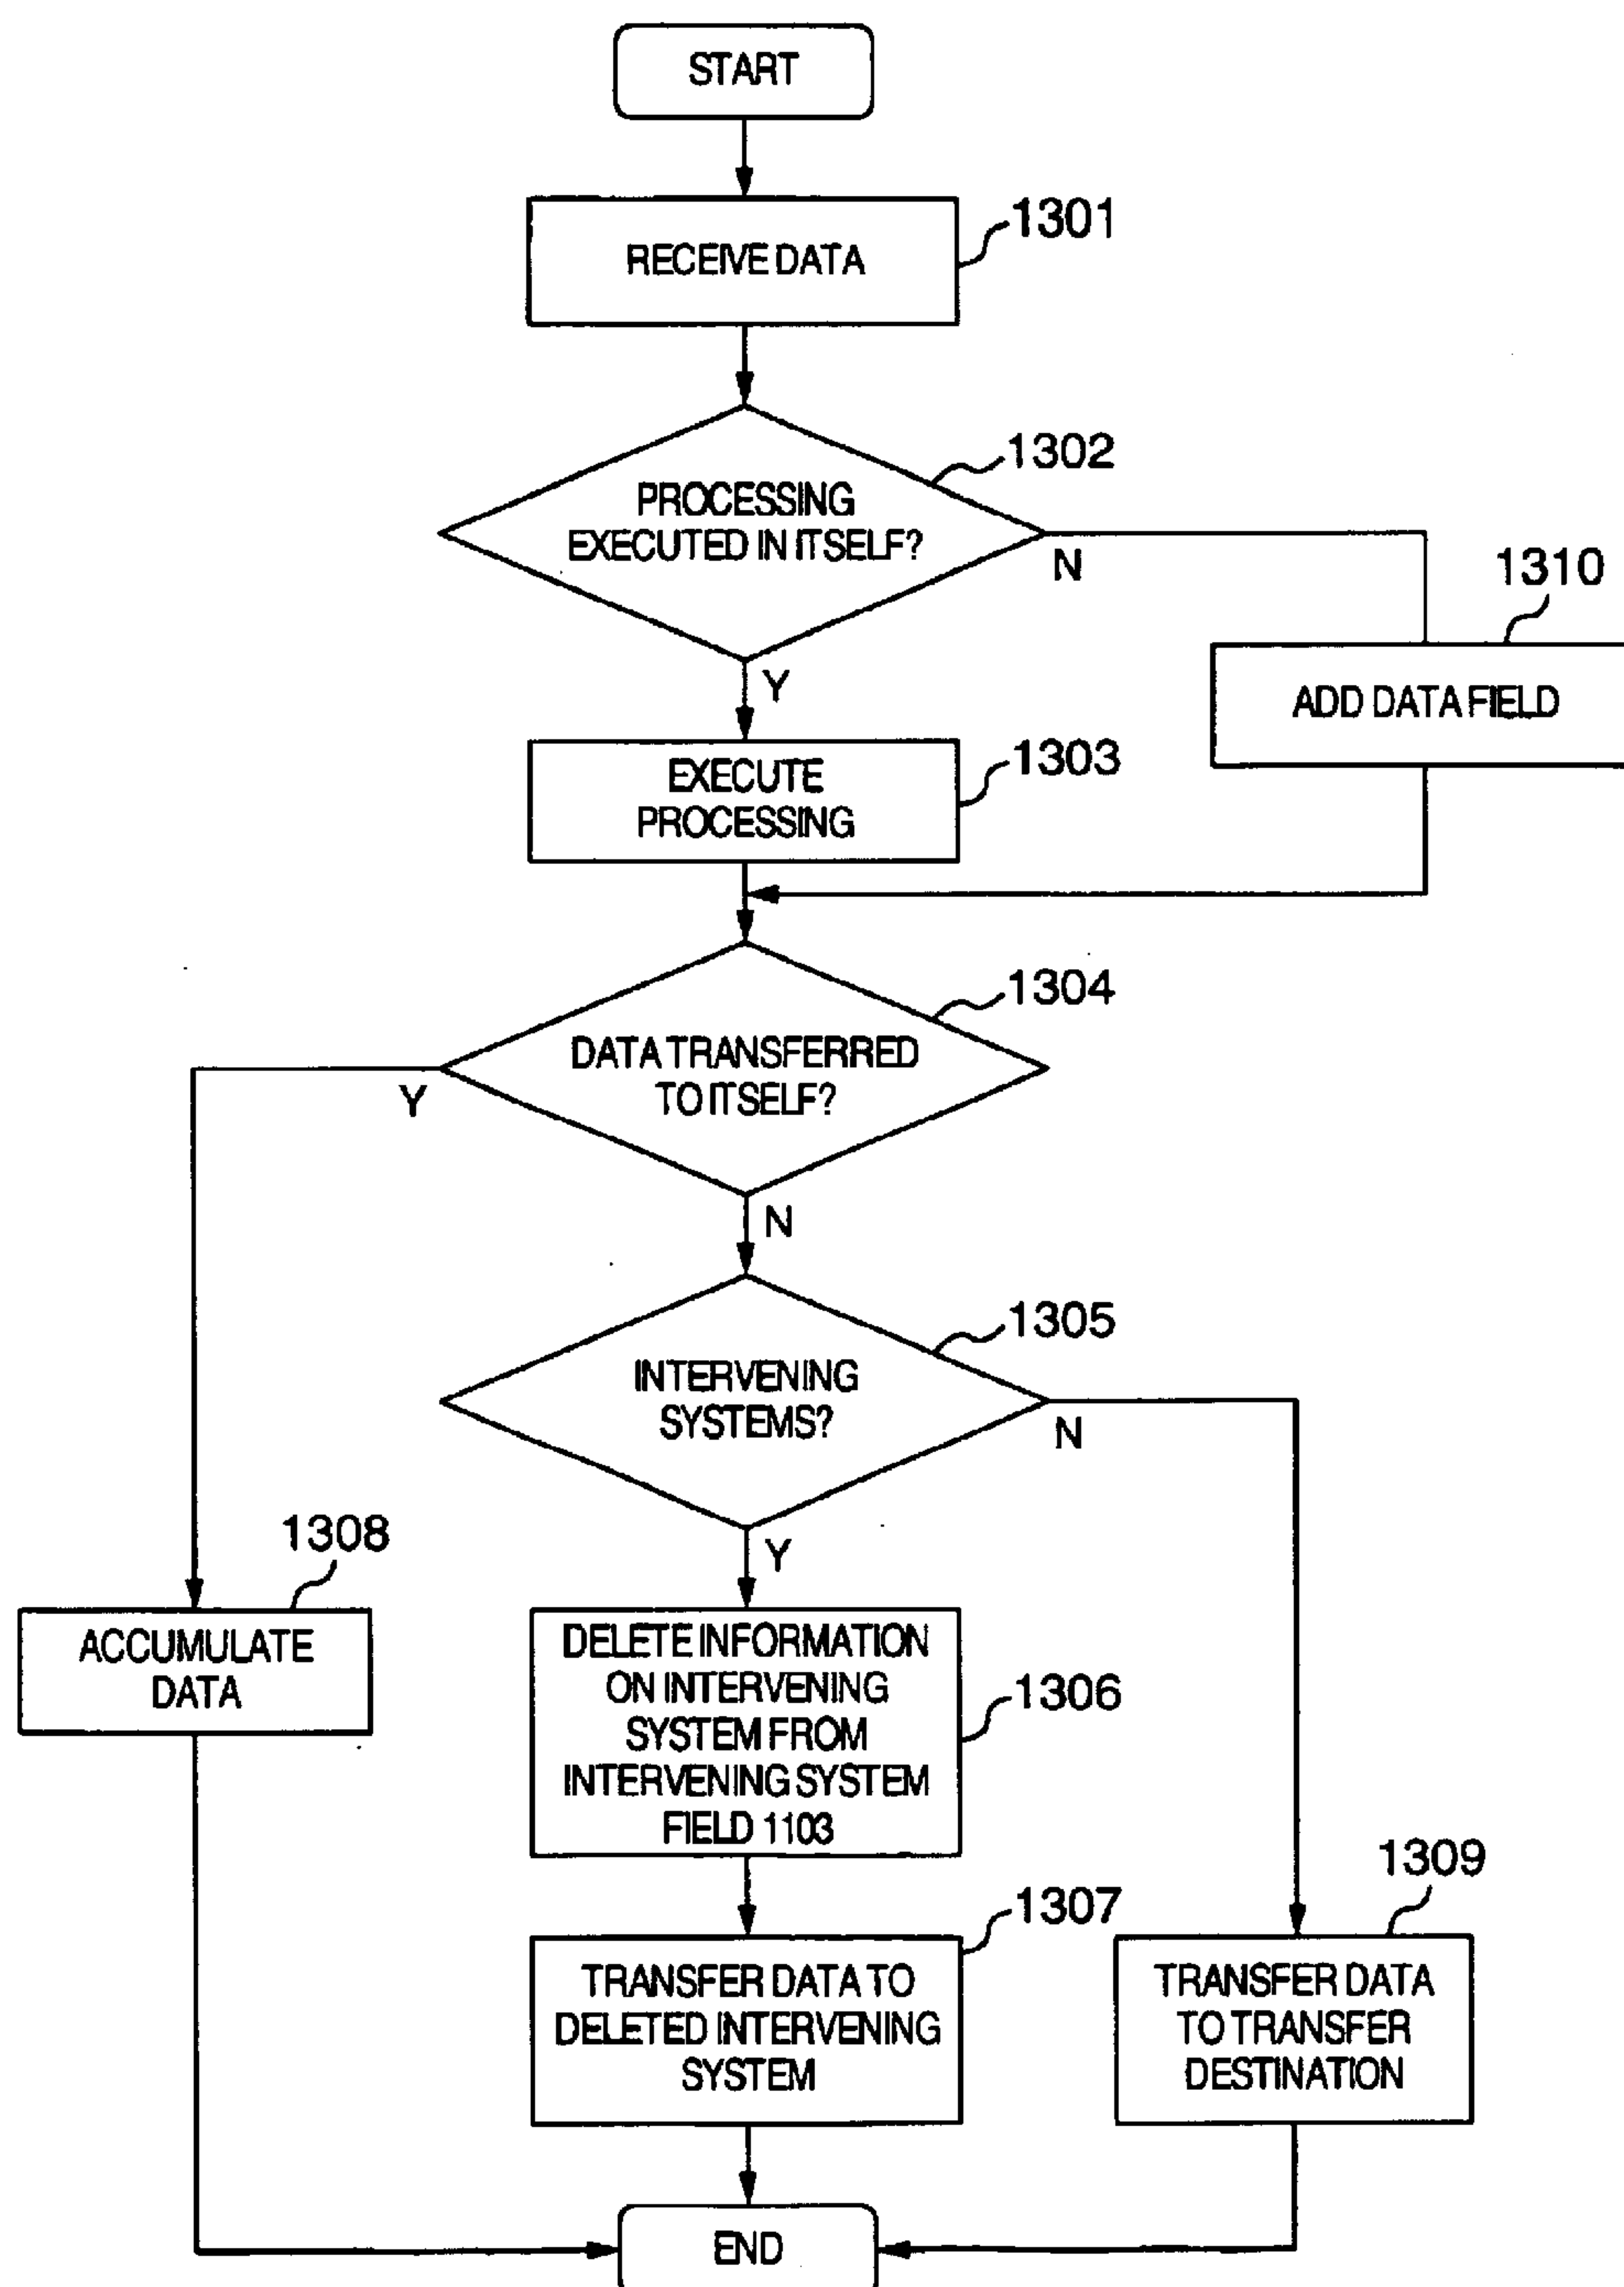 START
RECEIVE DATA
1301
PROCESSING
EXECUTED IN ITSELF?
1302
N
Y
1310
ADD DATA FIELD
EXECUTE
PROCESSING
1303
DATA TRANSFERRED
TO ITSELF?
1304
Y
N
INTERVENING
SYSTEMS?
1305
N
Y
1308
ACCUMULATE
DATA
DELETE INFORMATION
ON INTERVENING
SYSTEM FROM
INTERVENING SYSTEM
FIELD 1103
1306
1307
TRANSFER DATA TO
DELETED INTERVENING
SYSTEM
1309
TRANSFER DATA
TO TRANSFER
DESTINATION
END